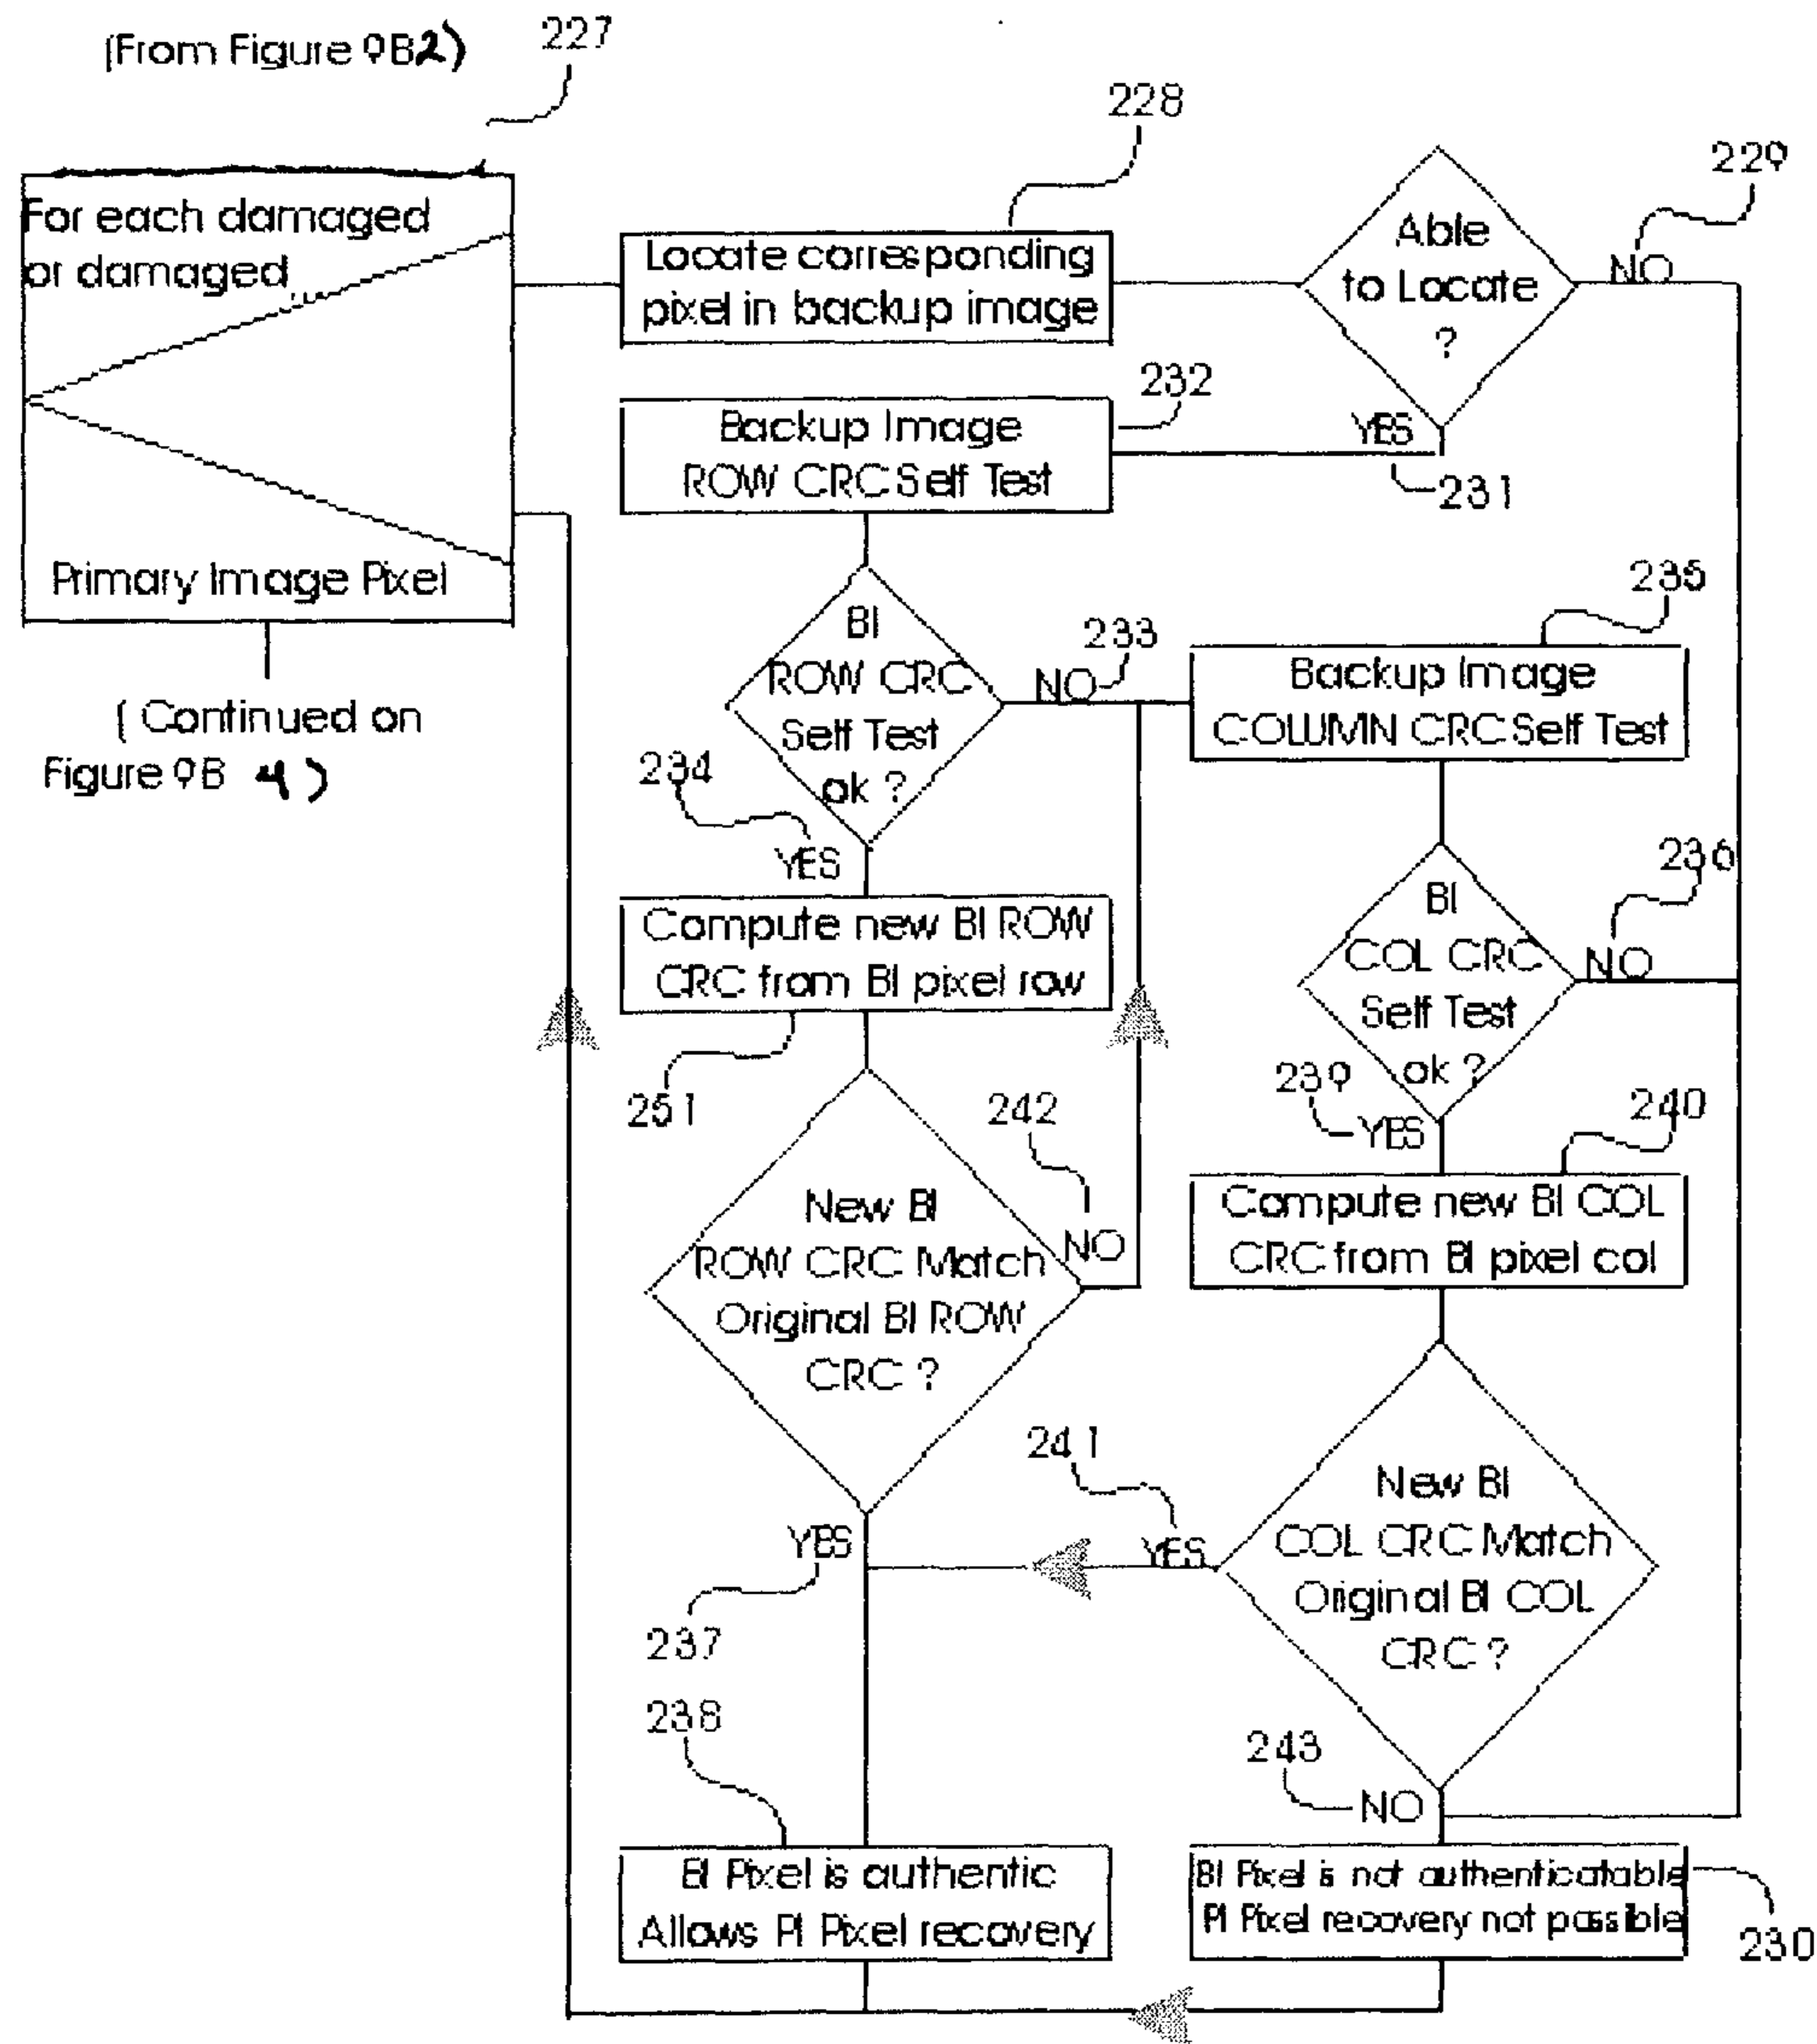 (From Figure 9B2)
227
228
229
For each damaged
or damaged
Primary Image Pixel
( Continued on
Figure 9B 4 )
Locate corresponding
pixel in backup image
Able
to Locate
?
NO
YES
231
232
Backup Image
ROW CRC Self Test
BI
ROW CRC
Self Test
ok ?
NO
233
234
YES
235
Backup Image
COLUMN CRC Self Test
BI
COL CRC
Self Test
ok ?
236
NO
239
YES
Compute new BI ROW
CRC from BI pixel row
251
240
Compute new BI COL
CRC from BI pixel col
New BI
ROW CRC Match
Original BI ROW
CRC ?
242
NO
YES
237
New BI
COL CRC Match
Original BI COL
CRC ?
241
YES
243
NO
238
BI Pixel is authentic
Allows PI Pixel recovery
BI Pixel is not authenticatable
PI Pixel recovery not possible
230